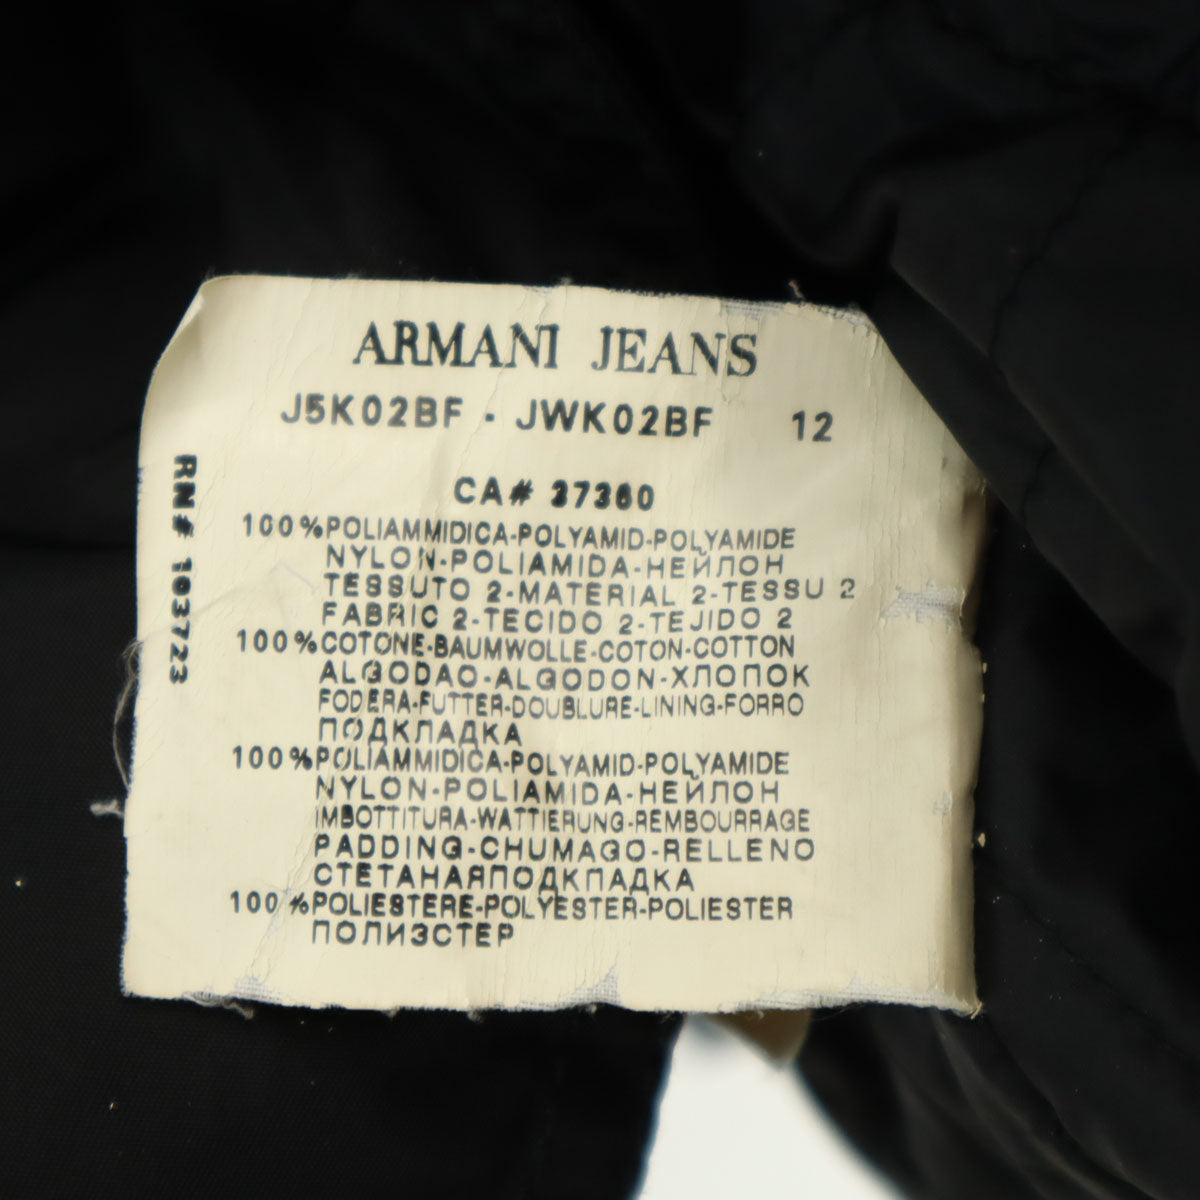 ARMANI JEANS
J5K02BF - JWK02BF 12
CA# 37360
100%POLIAMMIDICA-POLYAMID-POLYAMIDE
NYLON-POLIAMIDA-НЕЙЛОН
TESSUTO 2-MATERIAL 2-TESSU 2
FABRIC 2-TECIDO 2-TEJIDO 2
100%COTONE-BAUMWOLLE-COTON-COTTON
ALGODAO-ALGODON-ХЛОПОК
FODERA-FUTTER-DOUBLURE-LINING-FORRO
ПОДКЛАДКА
100%POLIAMMIDICA-POLYAMID-POLYAMIDE
NYLON-POLIAMIDA-НЕЙЛОН
IMBOTTITURA-WATTIERUNG-REMBOURRAGE
PADDING-CHUMAGO-RELLENO
СТЕГАНАЯПОДКЛАДКА
100%POLIESTERE-POLYESTER-POLIESTER
ПОЛИЭСТЕР
RN# 103723